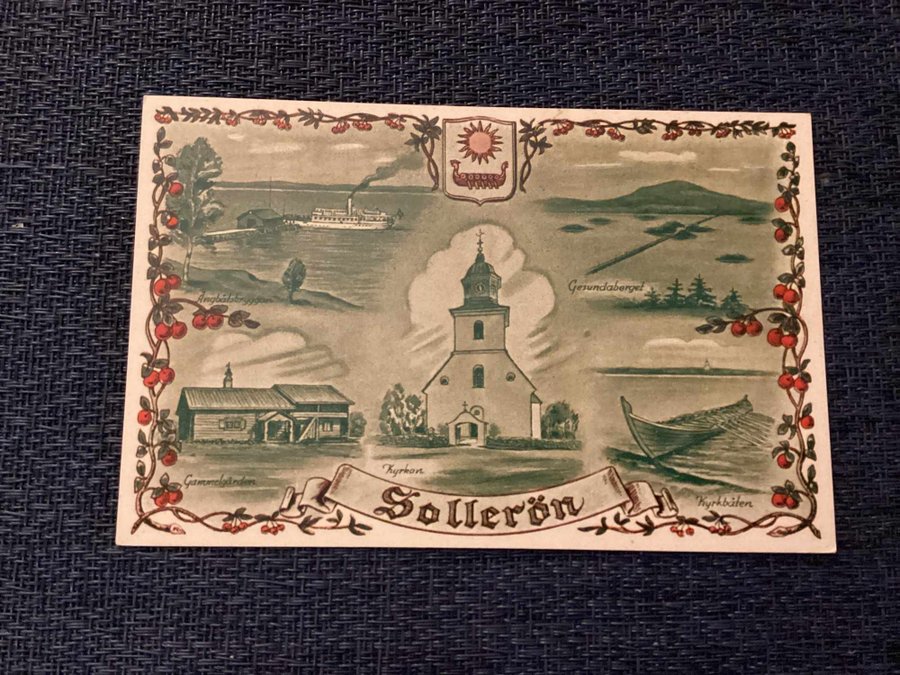 Ångbåtsbryggan
Gesundaberget
Gammelgården
Kyrkan
Kyrkbåten
Sollerön